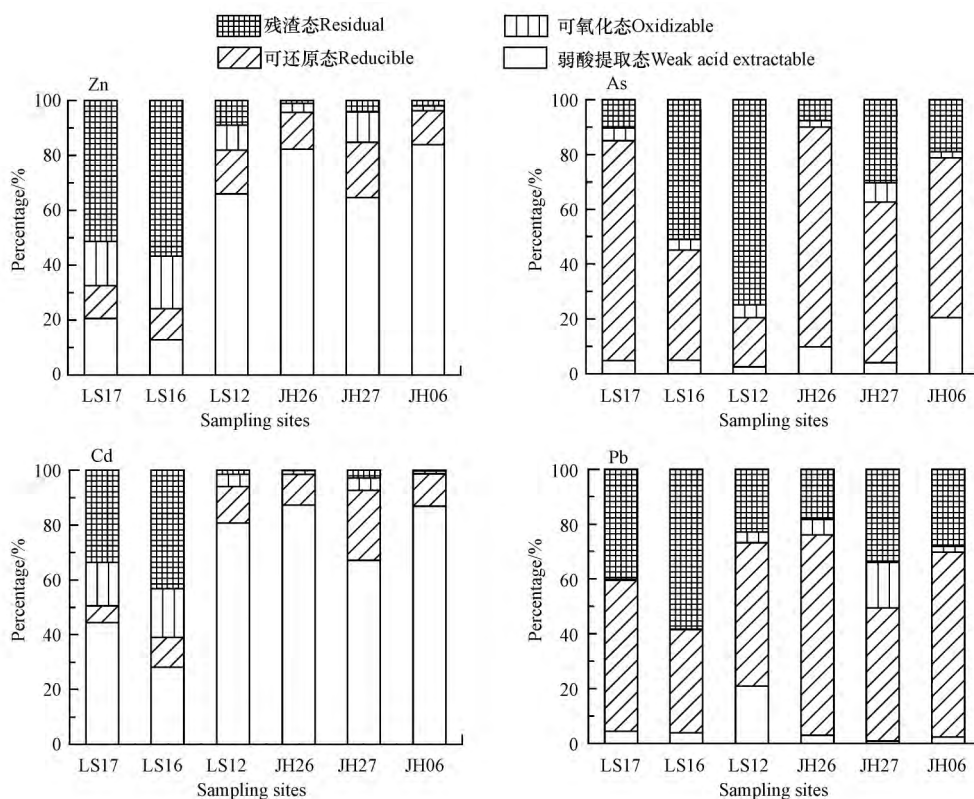 残渣态Residual
可氧化态Oxidizable
可还原态Reducible
弱酸提取态Weak acid extractable
Zn
100
80
60
40
20
0
Percentage/%
LS17 LS16 LS12 JH26 JH27 JH06
Sampling sites
As
100
80
60
40
20
0
Percentage/%
LS17 LS16 LS12 JH26 JH27 JH06
Sampling sites
Cd
100
80
60
40
20
0
Percentage/%
LS17 LS16 LS12 JH26 JH27 JH06
Sampling sites
Pb
100
80
60
40
20
0
Percentage/%
LS17 LS16 LS12 JH26 JH27 JH06
Sampling sites